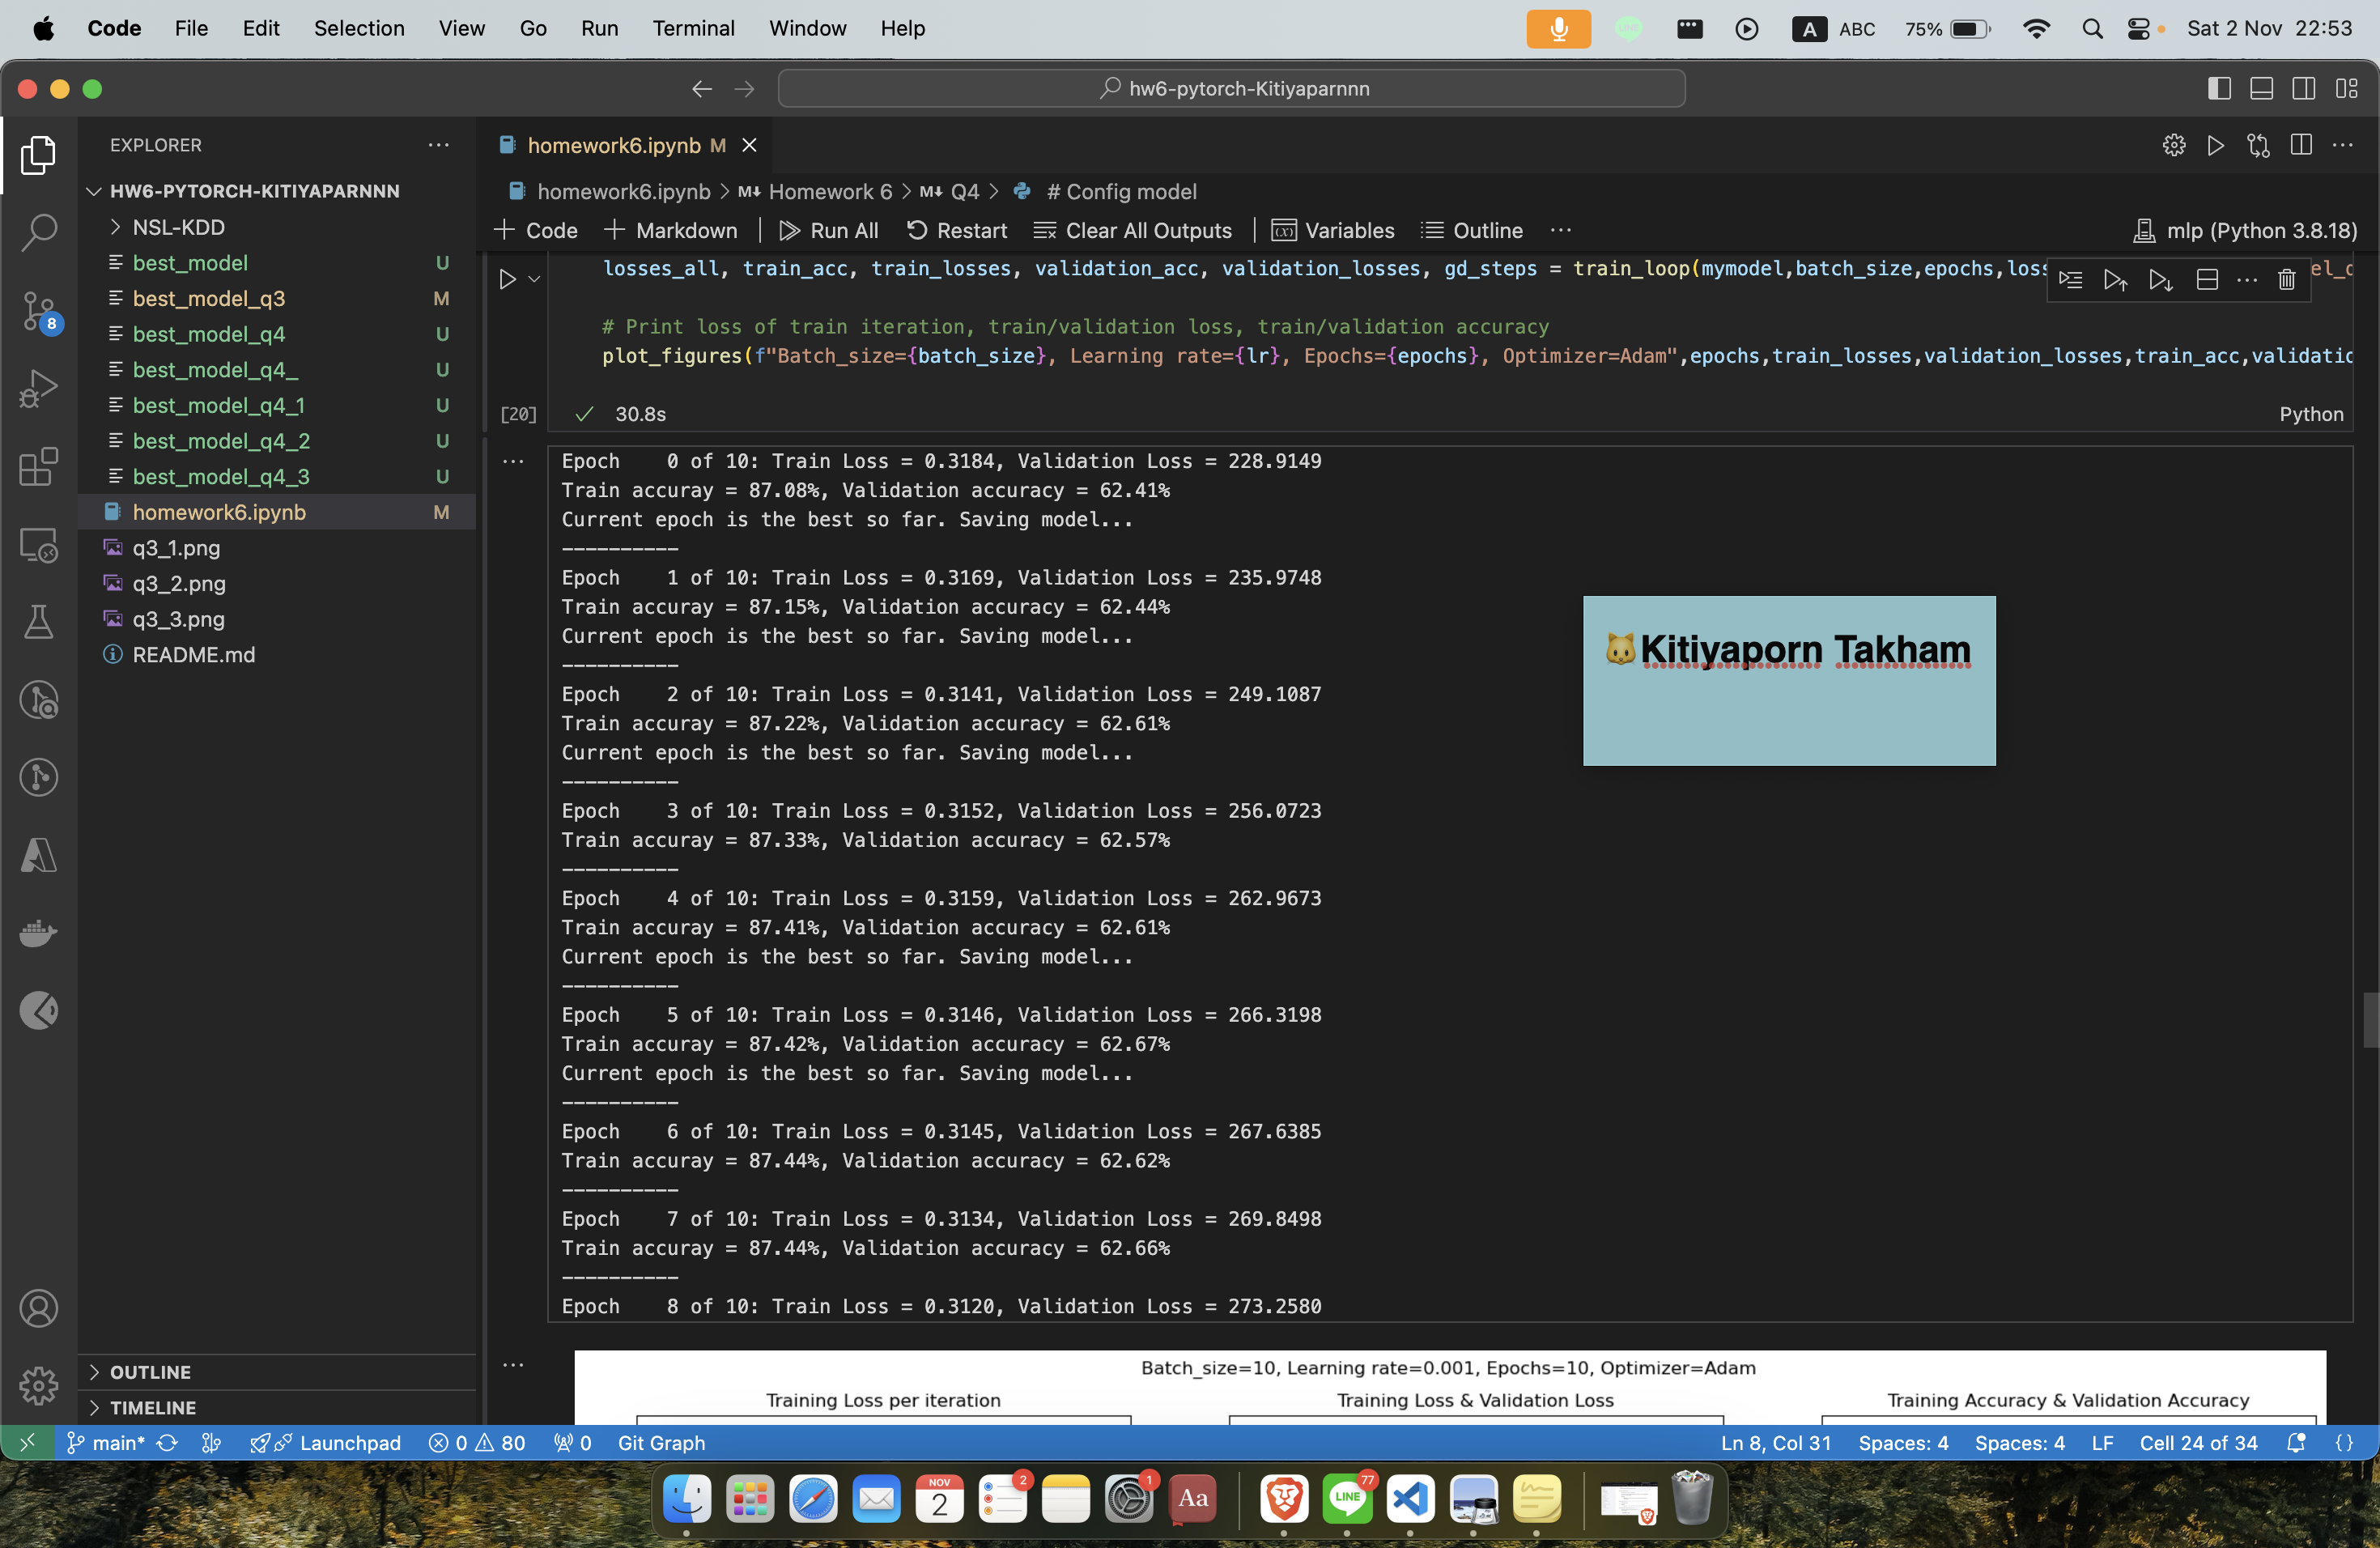 Code File Edit Selection View Go Run Terminal Window Help
A ABC 75% Sat 2 Nov 22:53
hw6-pytorch-Kitiyaparnnn
EXPLORER
HW6-PYTORCH-KITIYAPARNNN
NSL-KDD
best_model U
best_model_q3 M
best_model_q4 U
best_model_q4_ U
best_model_q4_1 U
best_model_q4_2 U
best_model_q4_3 U
homework6.ipynb M
q3_1.png
q3_2.png
q3_3.png
README.md
OUTLINE
TIMELINE
8
homework6.ipynb M
homework6.ipynb > M↓ Homework 6 > M↓ Q4 > # Config model
+ Code + Markdown Run All Restart Clear All Outputs Variables Outline ...
mlp (Python 3.8.18)
losses_all, train_acc, train_losses, validation_acc, validation_losses, gd_steps = train_loop(mymodel,batch_size,epochs,los
# Print loss of train iteration, train/validation loss, train/validation accuracy
plot_figures(f"Batch_size={batch_size}, Learning rate={lr}, Epochs={epochs}, Optimizer=Adam",epochs,train_losses,validation_losses,train_acc,validatio
[20] ✓ 30.8s Python
Epoch 0 of 10: Train Loss = 0.3184, Validation Loss = 228.9149
Train accuray = 87.08%, Validation accuracy = 62.41%
Current epoch is the best so far. Saving model...
----------
Epoch 1 of 10: Train Loss = 0.3169, Validation Loss = 235.9748
Train accuray = 87.15%, Validation accuracy = 62.44%
Current epoch is the best so far. Saving model...
----------
Epoch 2 of 10: Train Loss = 0.3141, Validation Loss = 249.1087
Train accuray = 87.22%, Validation accuracy = 62.61%
Current epoch is the best so far. Saving model...
----------
Epoch 3 of 10: Train Loss = 0.3152, Validation Loss = 256.0723
Train accuray = 87.33%, Validation accuracy = 62.57%
----------
Epoch 4 of 10: Train Loss = 0.3159, Validation Loss = 262.9673
Train accuray = 87.41%, Validation accuracy = 62.61%
Current epoch is the best so far. Saving model...
----------
Epoch 5 of 10: Train Loss = 0.3146, Validation Loss = 266.3198
Train accuray = 87.42%, Validation accuracy = 62.67%
Current epoch is the best so far. Saving model...
----------
Epoch 6 of 10: Train Loss = 0.3145, Validation Loss = 267.6385
Train accuray = 87.44%, Validation accuracy = 62.62%
----------
Epoch 7 of 10: Train Loss = 0.3134, Validation Loss = 269.8498
Train accuray = 87.44%, Validation accuracy = 62.66%
----------
Epoch 8 of 10: Train Loss = 0.3120, Validation Loss = 273.2580
🐱Kitiyaporn Takham
Batch_size=10, Learning rate=0.001, Epochs=10, Optimizer=Adam
Training Loss per iteration
Training Loss & Validation Loss
Training Accuracy & Validation Accuracy
main* Launchpad 0 80 0 Git Graph
Ln 8, Col 31 Spaces: 4 Spaces: 4 LF Cell 24 of 34 {}
NOV
2
2
1
Aa
LINE
77